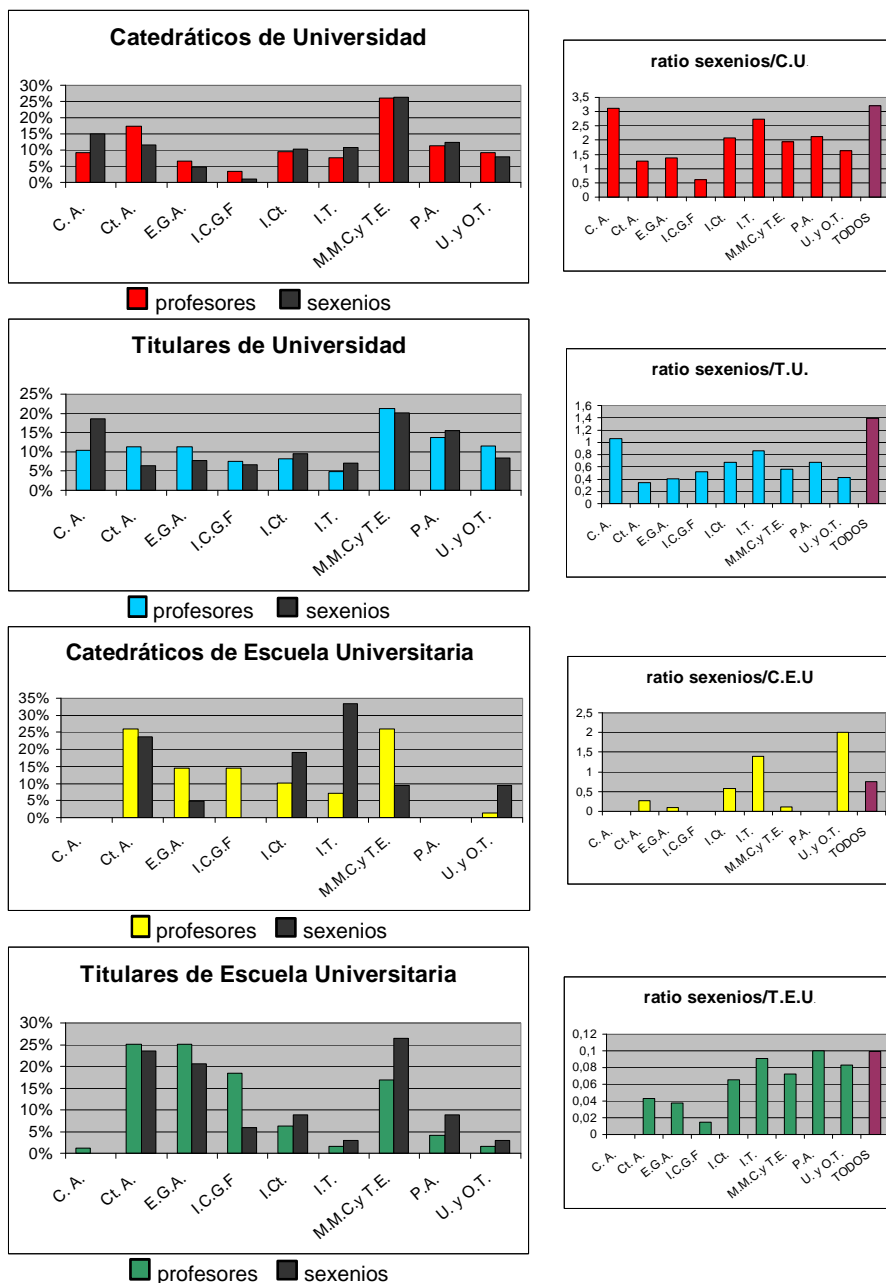 Catedráticos de Universidad
30%
25%
20%
15%
10%
5%
0%
C. A.
Ct. A.
E.G.A.
I.C.G.F
I.Ct.
I.T.
M.M.C.y T.E.
P.A.
U. y O.T.
profesores
sexenios
ratio sexenios/C.U.
3,5
3
2,5
2
1,5
1
0,5
0
C. A.
Ct. A.
E.G.A.
I.C.G.F
I.Ct.
I.T.
M.M.C.y T.E.
P.A.
U. y O.T.
TODOS
Titulares de Universidad
25%
20%
15%
10%
5%
0%
C. A.
Ct. A.
E.G.A.
I.C.G.F
I.Ct.
I.T.
M.M.C.y T.E.
P.A.
U. y O.T.
profesores
sexenios
ratio sexenios/T.U.
1,6
1,4
1,2
1
0,8
0,6
0,4
0,2
0
C. A.
Ct. A.
E.G.A.
I.C.G.F
I.Ct.
I.T.
M.M.C.y T.E.
P.A.
U. y O.T.
TODOS
Catedráticos de Escuela Universitaria
35%
30%
25%
20%
15%
10%
5%
0%
C. A.
Ct. A.
E.G.A.
I.C.G.F
I.Ct.
I.T.
M.M.C.y T.E.
P.A.
U. y O.T.
profesores
sexenios
ratio sexenios/C.E.U
2,5
2
1,5
1
0,5
0
C. A.
Ct. A.
E.G.A.
I.C.G.F
I.Ct.
I.T.
M.M.C.y T.E.
P.A.
U. y O.T.
TODOS
Titulares de Escuela Universitaria
30%
25%
20%
15%
10%
5%
0%
C. A.
Ct. A.
E.G.A.
I.C.G.F
I.Ct.
I.T.
M.M.C.y T.E.
P.A.
U. y O.T.
profesores
sexenios
ratio sexenios/T.E.U.
0,12
0,1
0,08
0,06
0,04
0,02
0
C. A.
Ct. A.
E.G.A.
I.C.G.F
I.Ct.
I.T.
M.M.C.y T.E.
P.A.
U. y O.T.
TODOS